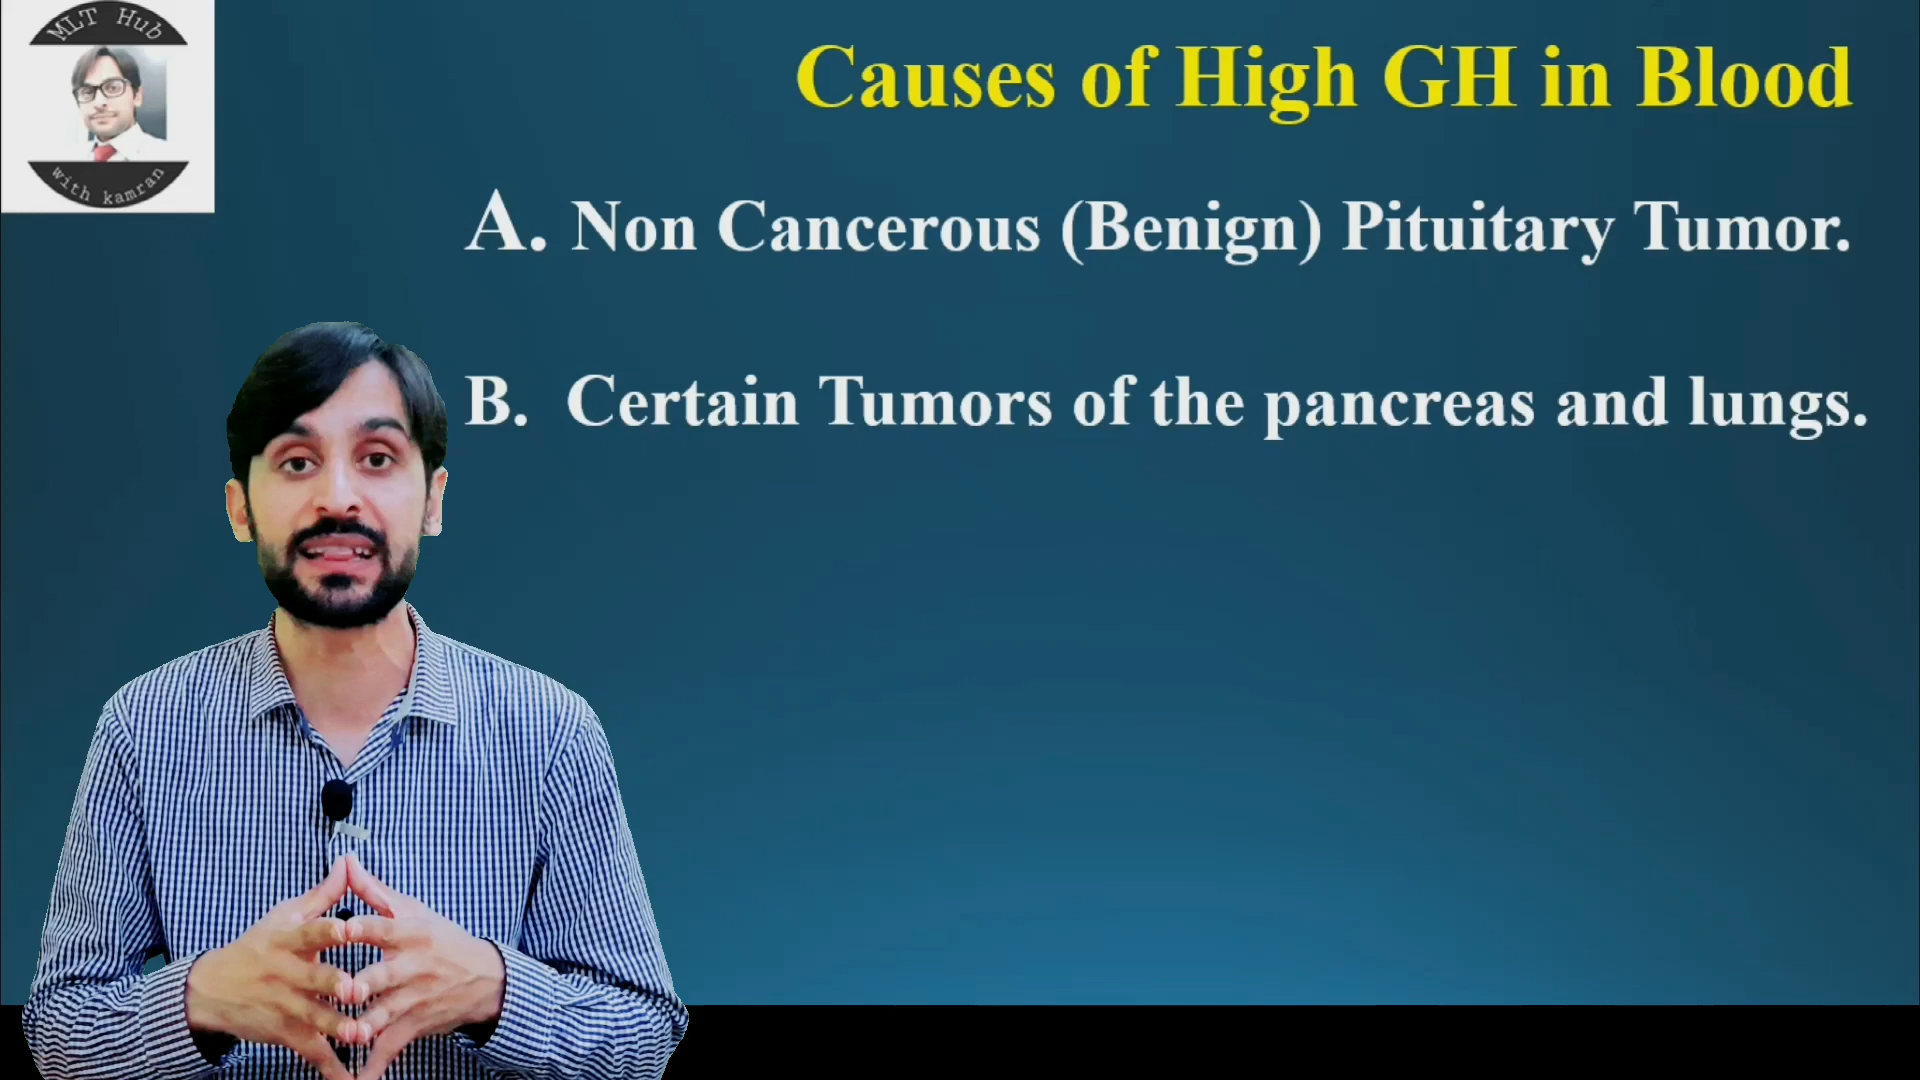 MLT Hub
with kamran
Causes of High GH in Blood
A. Non Cancerous (Benign) Pituitary Tumor.
B. Certain Tumors of the pancreas and lungs.